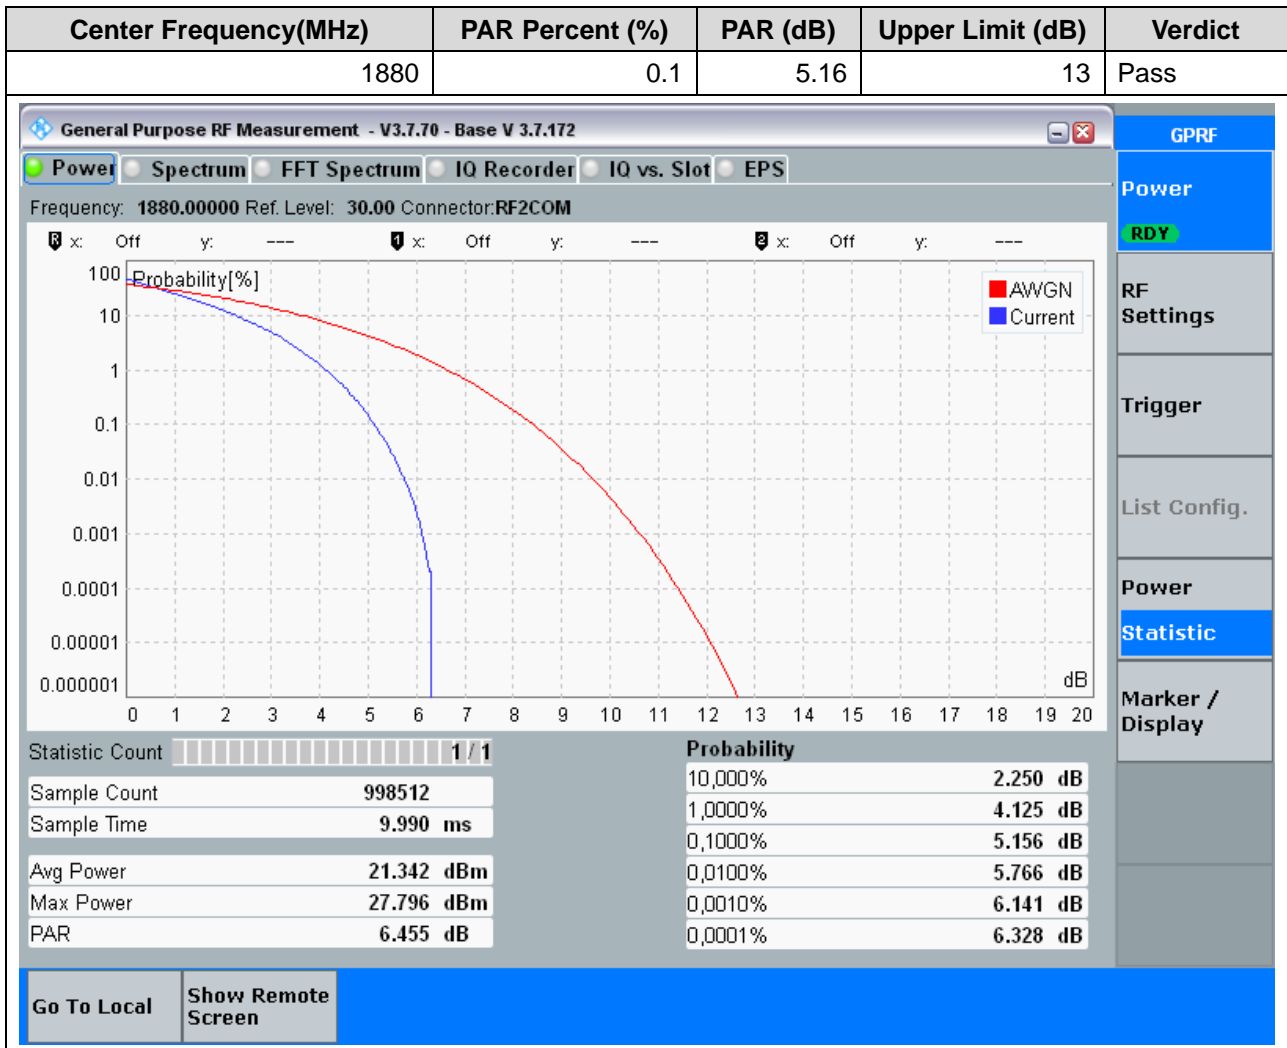 Center Frequency(MHz) PAR Percent (%) PAR (dB) Upper Limit (dB) Verdict
1880 0.1 5.16 13 Pass
General Purpose RF Measurement - V3.7.70 - Base V 3.7.172
GPRF
Power Spectrum FFT Spectrum IQ Recorder IQ vs. Slot EPS
Power
RDY
Frequency: 1880.00000 Ref. Level: 30.00 Connector:RF2COM
R x: Off y: --- 1 x: Off y: --- 2 x: Off y: ---
Probability[%]
AWGN
Current
100
10
1
0.1
0.01
0.001
0.0001
0.00001
0.000001
dB
0 1 2 3 4 5 6 7 8 9 10 11 12 13 14 15 16 17 18 19 20
RF
Settings
Trigger
List Config.
Power
Statistic
Marker /
Display
Statistic Count 1 / 1
Sample Count 998512
Sample Time 9.990 ms
Avg Power 21.342 dBm
Max Power 27.796 dBm
PAR 6.455 dB
Probability
10,000% 2.250 dB
1,0000% 4.125 dB
0,1000% 5.156 dB
0,0100% 5.766 dB
0,0010% 6.141 dB
0,0001% 6.328 dB
Go To Local
Show Remote
Screen